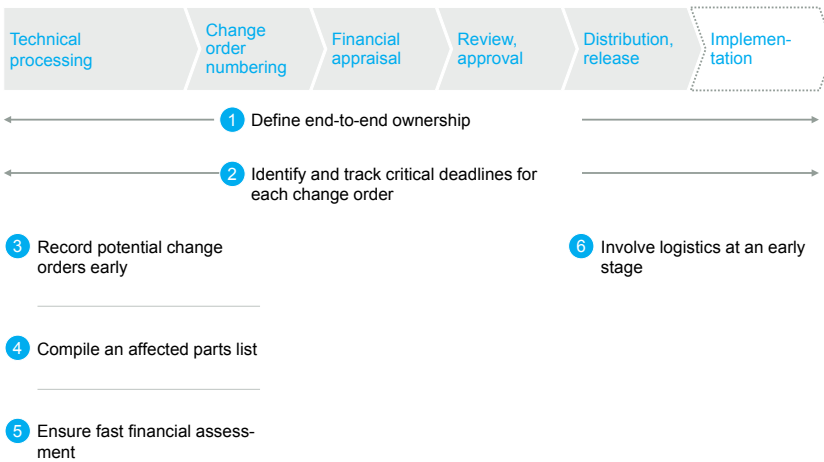 Technical
processing
Change
order
numbering
Financial
appraisal
Review,
approval
Distribution,
release
Implemen-
tation
1 Define end-to-end ownership
2 Identify and track critical deadlines for
each change order
3 Record potential change
orders early
6 Involve logistics at an early
stage
4 Compile an affected parts list
5 Ensure fast financial assess-
ment